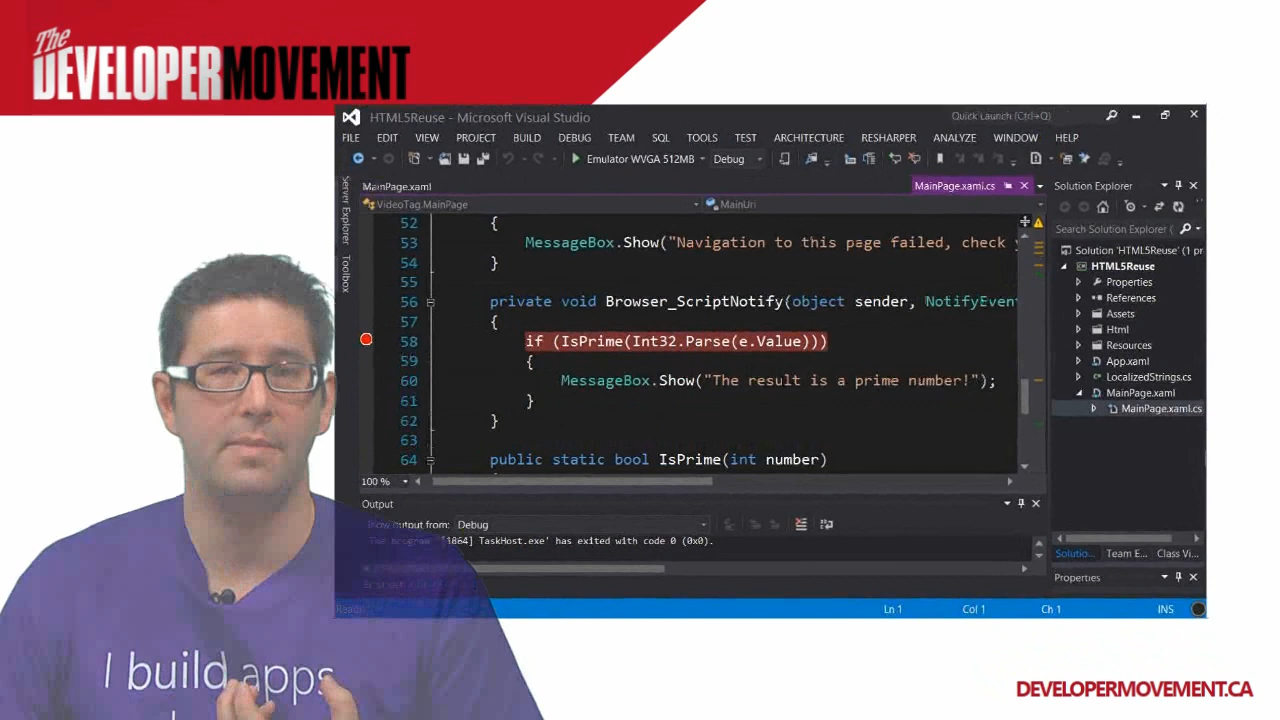 The
DEVELOPERMOVEMENT
HTML5Reuse - Microsoft Visual Studio
Quick Launch (Ctrl+Q)
FILE EDIT VIEW PROJECT BUILD DEBUG TEAM SQL TOOLS TEST ARCHITECTURE RESHARPER ANALYZE WINDOW HELP
Emulator WVGA 512MB Debug
Server Explorer
Toolbox
MainPage.xaml
MainPage.xaml.cs
VideoTag.MainPage
MainUri
52 {
53 MessageBox.Show("Navigation to this page failed, check
54 }
55
56 private void Browser_ScriptNotify(object sender, NotifyEvent
57 {
58 if (IsPrime(Int32.Parse(e.Value)))
59 {
60 MessageBox.Show("The result is a prime number!");
61 }
62 }
63
64 public static bool IsPrime(int number)
100 %
Output
Show output from: Debug
The program '[1864] TaskHost.exe' has exited with code 0 (0x0).
Solution Explorer
Search Solution Explorer (
Solution 'HTML5Reuse' (1 pr
HTML5Reuse
Properties
References
Assets
Html
Resources
App.xaml
LocalizedStrings.cs
MainPage.xaml
MainPage.xaml.cs
Solutio... Team E... Class Vi...
Properties
Ln 1 Col 1 Ch 1 INS
I build apps
DEVELOPERMOVEMENT.CA